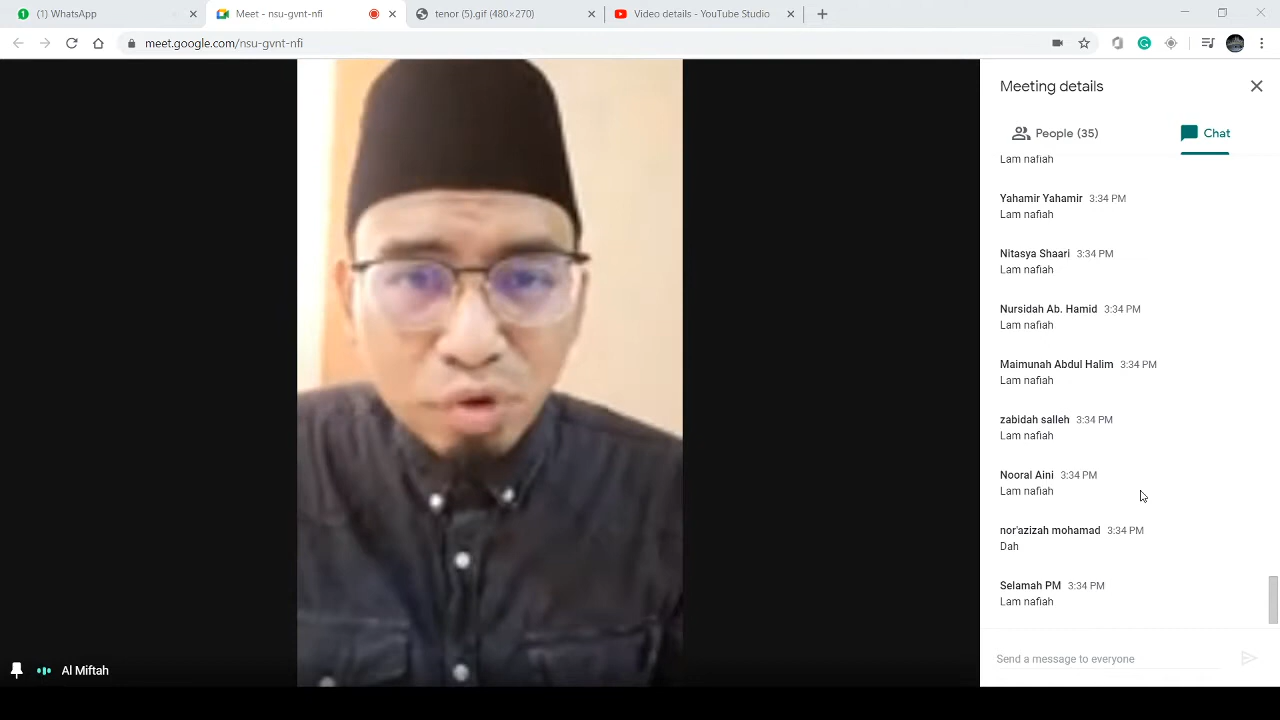 (1) WhatsApp
Meet - nsu-gvnt-nfi
tenor (5).gif (480×270)
Video details - YouTube Studio
meet.google.com/nsu-gvnt-nfi
Meeting details
People (35)
Chat
Lam nafiah
Yahamir Yahamir 3:34 PM
Lam nafiah
Nitasya Shaari 3:34 PM
Lam nafiah
Nursidah Ab. Hamid 3:34 PM
Lam nafiah
Maimunah Abdul Halim 3:34 PM
Lam nafiah
zabidah salleh 3:34 PM
Lam nafiah
Nooral Aini 3:34 PM
Lam nafiah
nor'azizah mohamad 3:34 PM
Dah
Selamah PM 3:34 PM
Lam nafiah
Send a message to everyone
Al Miftah